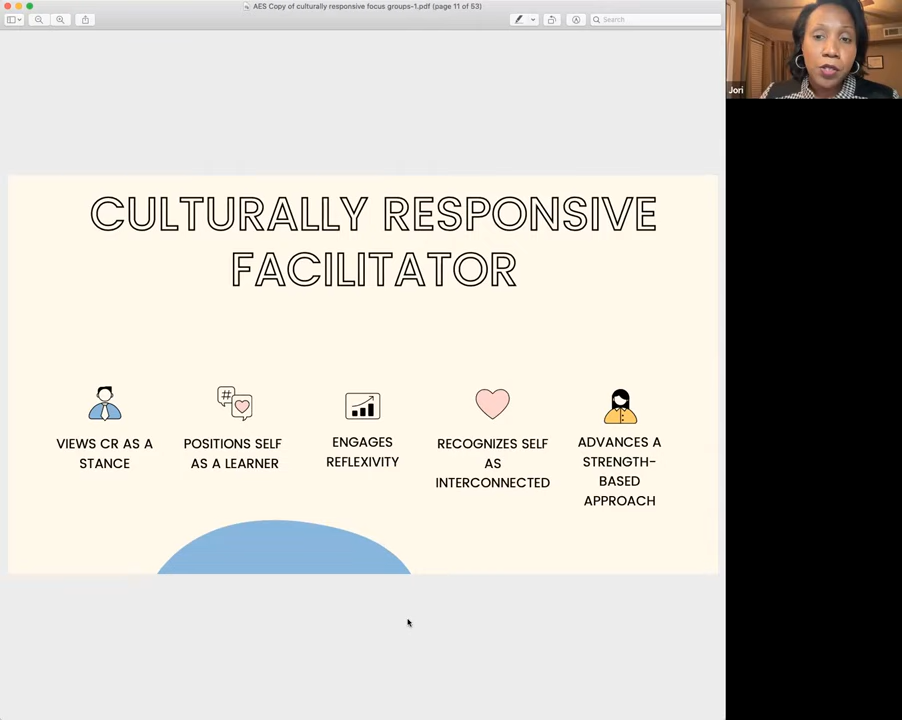 AES Copy of culturally responsive focus groups-1.pdf (page 11 of 53)
Search
Jori
CULTURALLY RESPONSIVE
FACILITATOR
#
VIEWS CR AS A
STANCE
POSITIONS SELF
AS A LEARNER
ENGAGES
REFLEXIVITY
RECOGNIZES SELF
AS
INTERCONNECTED
ADVANCES A
STRENGTH-
BASED
APPROACH